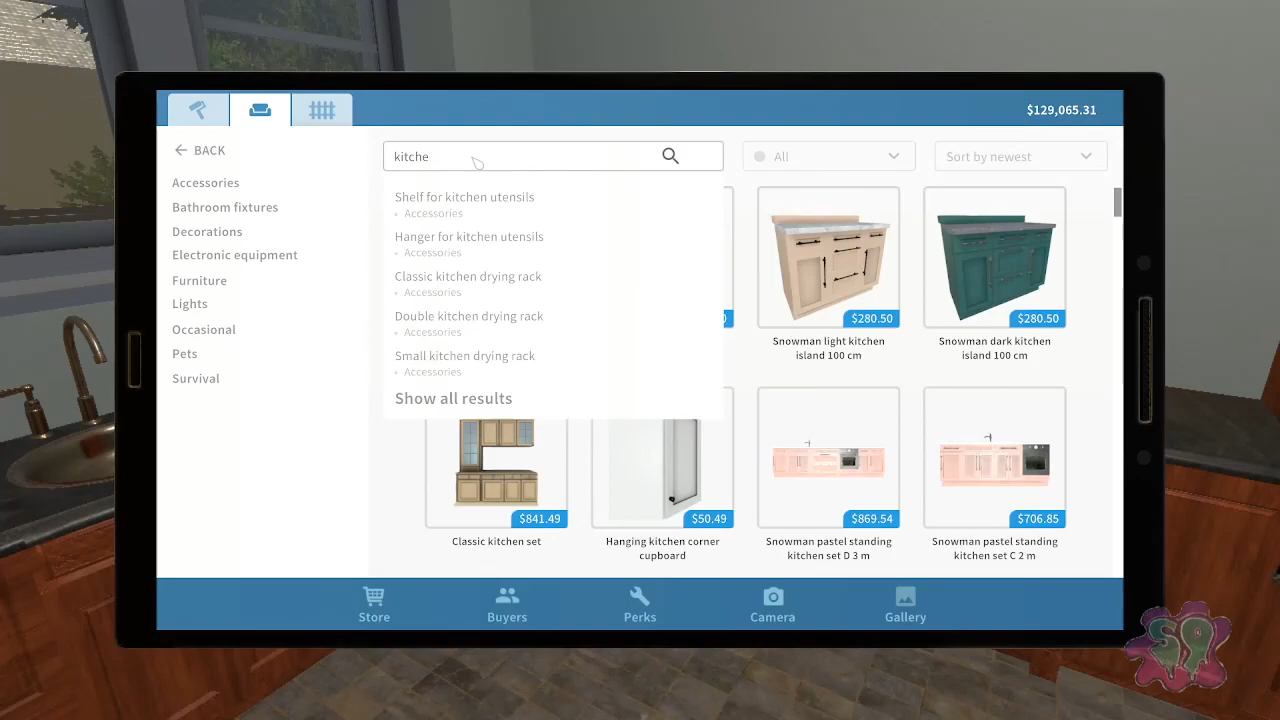 $129,065.31
BACK
Accessories
Bathroom fixtures
Decorations
Electronic equipment
Furniture
Lights
Occasional
Pets
Survival
kitche
All
Sort by newest
Shelf for kitchen utensils
Accessories
Hanger for kitchen utensils
Accessories
Classic kitchen drying rack
Accessories
Double kitchen drying rack
Accessories
Small kitchen drying rack
Accessories
Show all results
$280.50
$280.50
Snowman light kitchen
island 100 cm
Snowman dark kitchen
island 100 cm
$841.49
$50.49
$869.54
$706.85
Classic kitchen set
Hanging kitchen corner
cupboard
Snowman pastel standing
kitchen set D 3 m
Snowman pastel standing
kitchen set C 2 m
Store
Buyers
Perks
Camera
Gallery